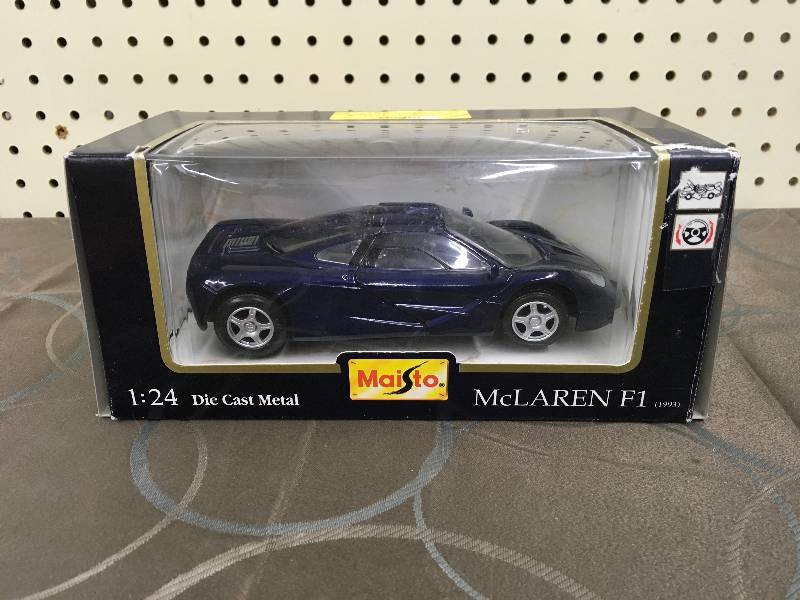 1:24 Die Cast Metal
Maisto®
McLAREN F1 (1993)